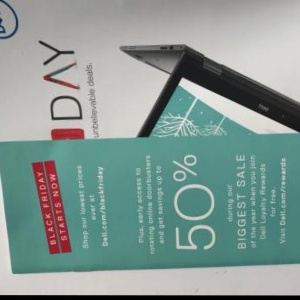 DAY
unbelievable deals.
DELL
BLACK FRIDAY
STARTS NOW
Shop our lowest prices
ever at
Dell.com/blackfriday
Plus, early access to
rotating online doorbusters
and get savings up to
50%
during our
BIGGEST SALE
of the year when you join
Dell Loyalty Rewards
for free.
Visit Dell.com/rewards